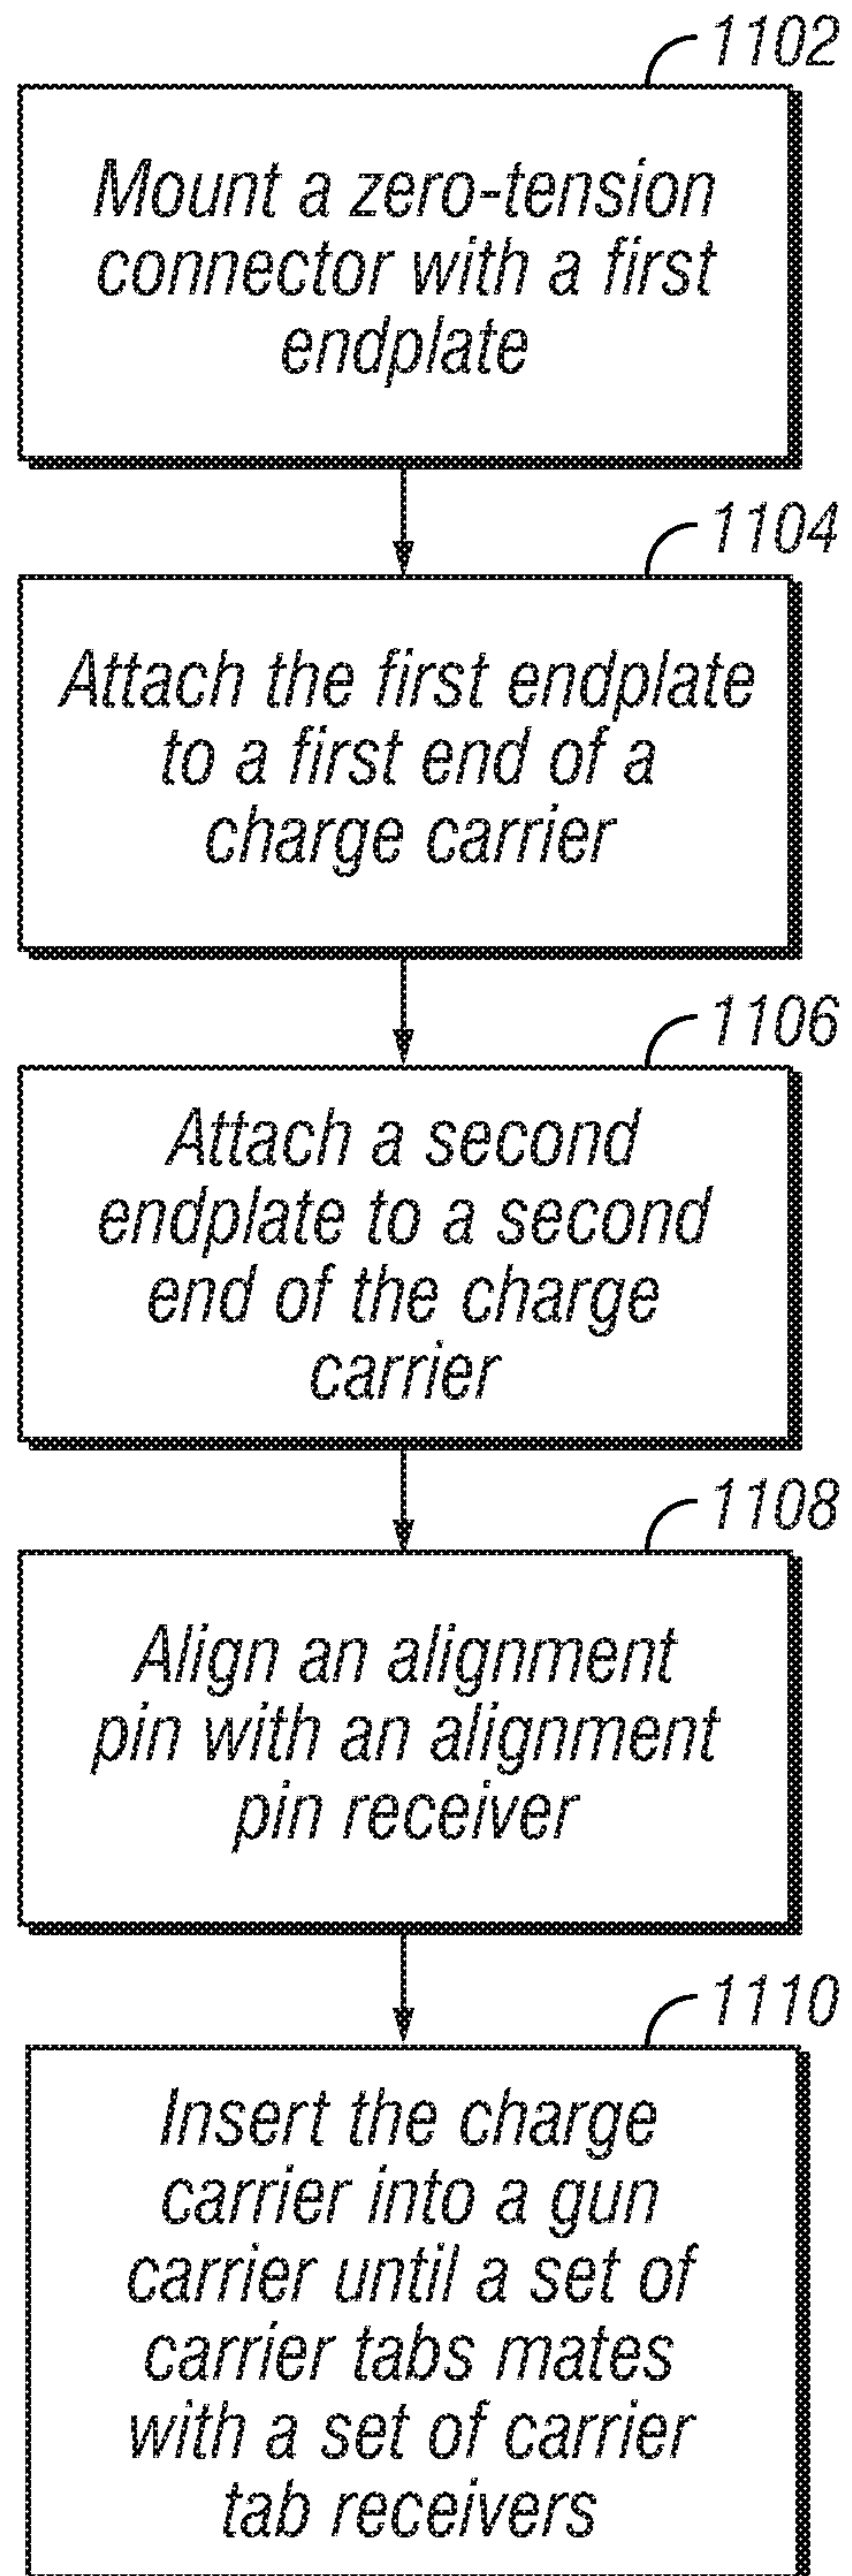 1102
Mount a zero-tension
connector with a first
endplate
1104
Attach the first endplate
to a first end of a
charge carrier
1106
Attach a second
endplate to a second
end of the charge
carrier
1108
Align an alignment
pin with an alignment
pin receiver
1110
Insert the charge
carrier into a gun
carrier until a set of
carrier tabs mates
with a set of carrier
tab receivers